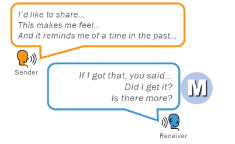 I'd like to share...
This makes me feel...
And it reminds me of a time in the past...
Sender
If I got that, you said...
Did I get it?
Is there more?
M
Receiver